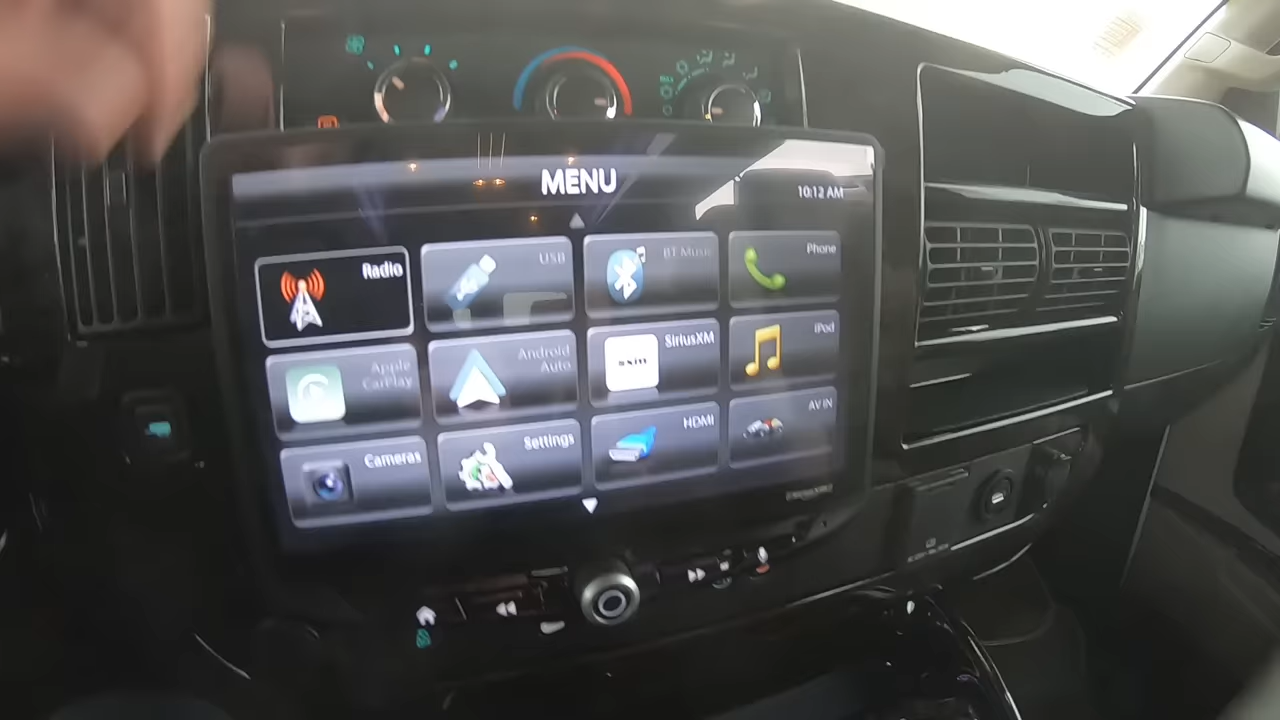 MENU
10:12 AM
Radio
USB
BT Music
Phone
Apple
CarPlay
Android
Auto
SiriusXM
iPod
Cameras
Settings
HDMI
AV IN